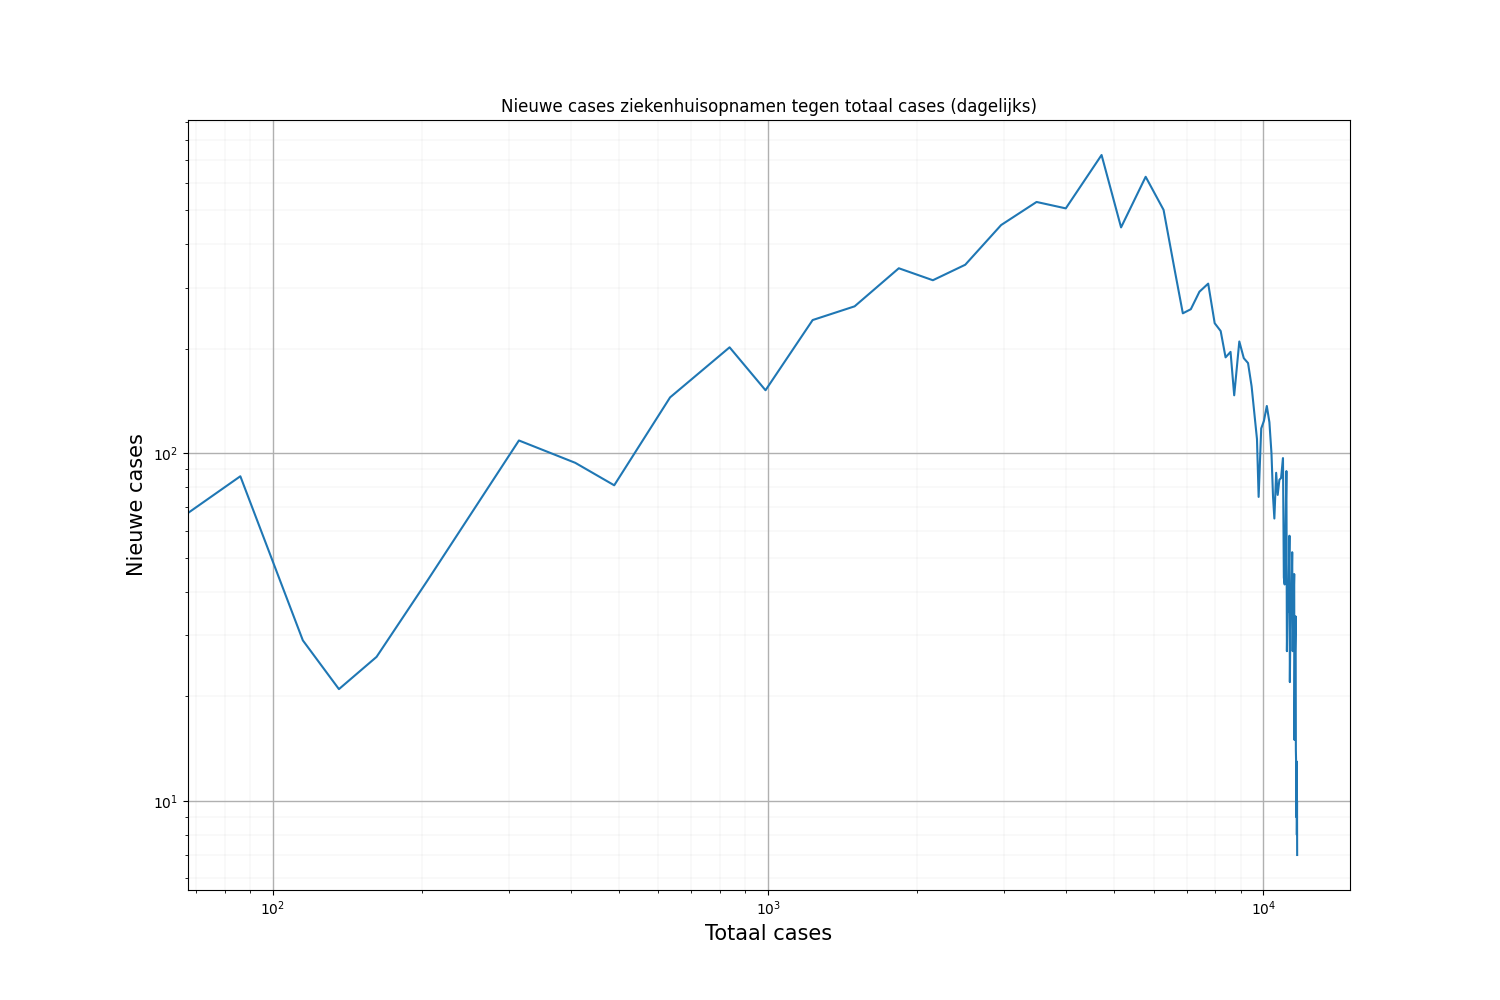 Nieuwe cases ziekenhuisopnamen tegen totaal cases (dagelijks)
Nieuwe cases
10²
10¹
10² 10³ 10⁴
Totaal cases